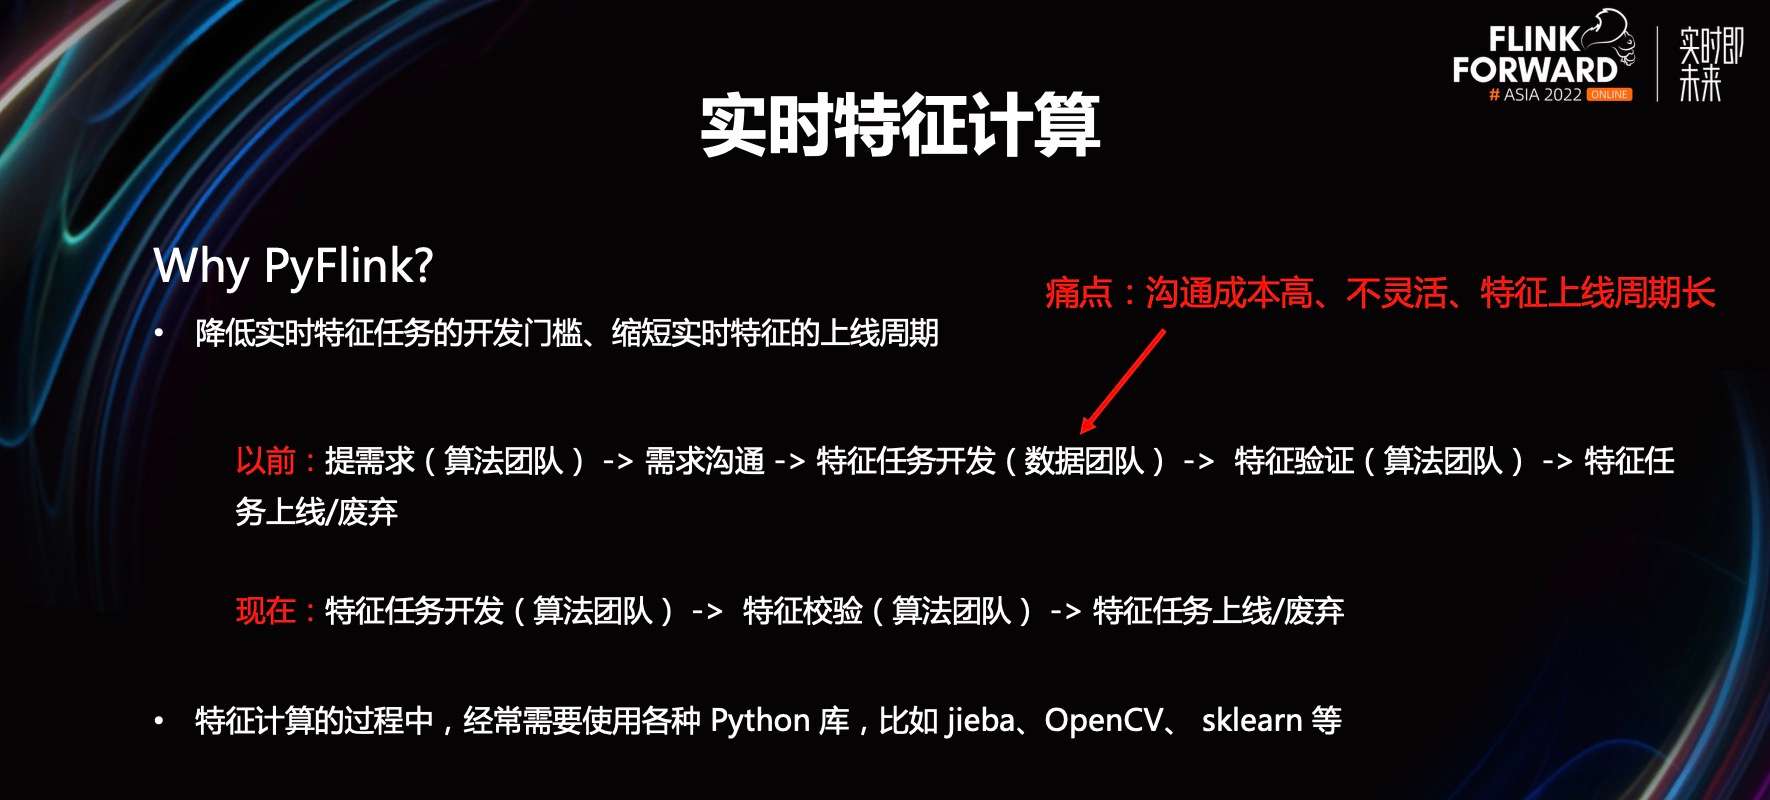 FLINK
FORWARD
# ASIA 2022 ONLINE
实时即
未来
实时特征计算
Why PyFlink?
痛点：沟通成本高、不灵活、特征上线周期长
• 降低实时特征任务的开发门槛、缩短实时特征的上线周期
以前：提需求（算法团队） -> 需求沟通 -> 特征任务开发（数据团队） -> 特征验证（算法团队） -> 特征任
务上线/废弃
现在：特征任务开发（算法团队） -> 特征校验（算法团队） -> 特征任务上线/废弃
• 特征计算的过程中，经常需要使用各种 Python 库，比如 jieba、OpenCV、 sklearn 等